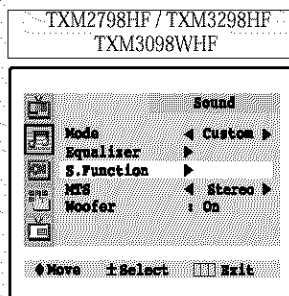 TXM2798HF / TXM3298HF
TXM3098WHF
Sound
Mode ◀ Custom ▶
Equalizer ▶
S.Function ▶
MTS ◀ Stereo ▶
Woofer : On
Move Select Exit